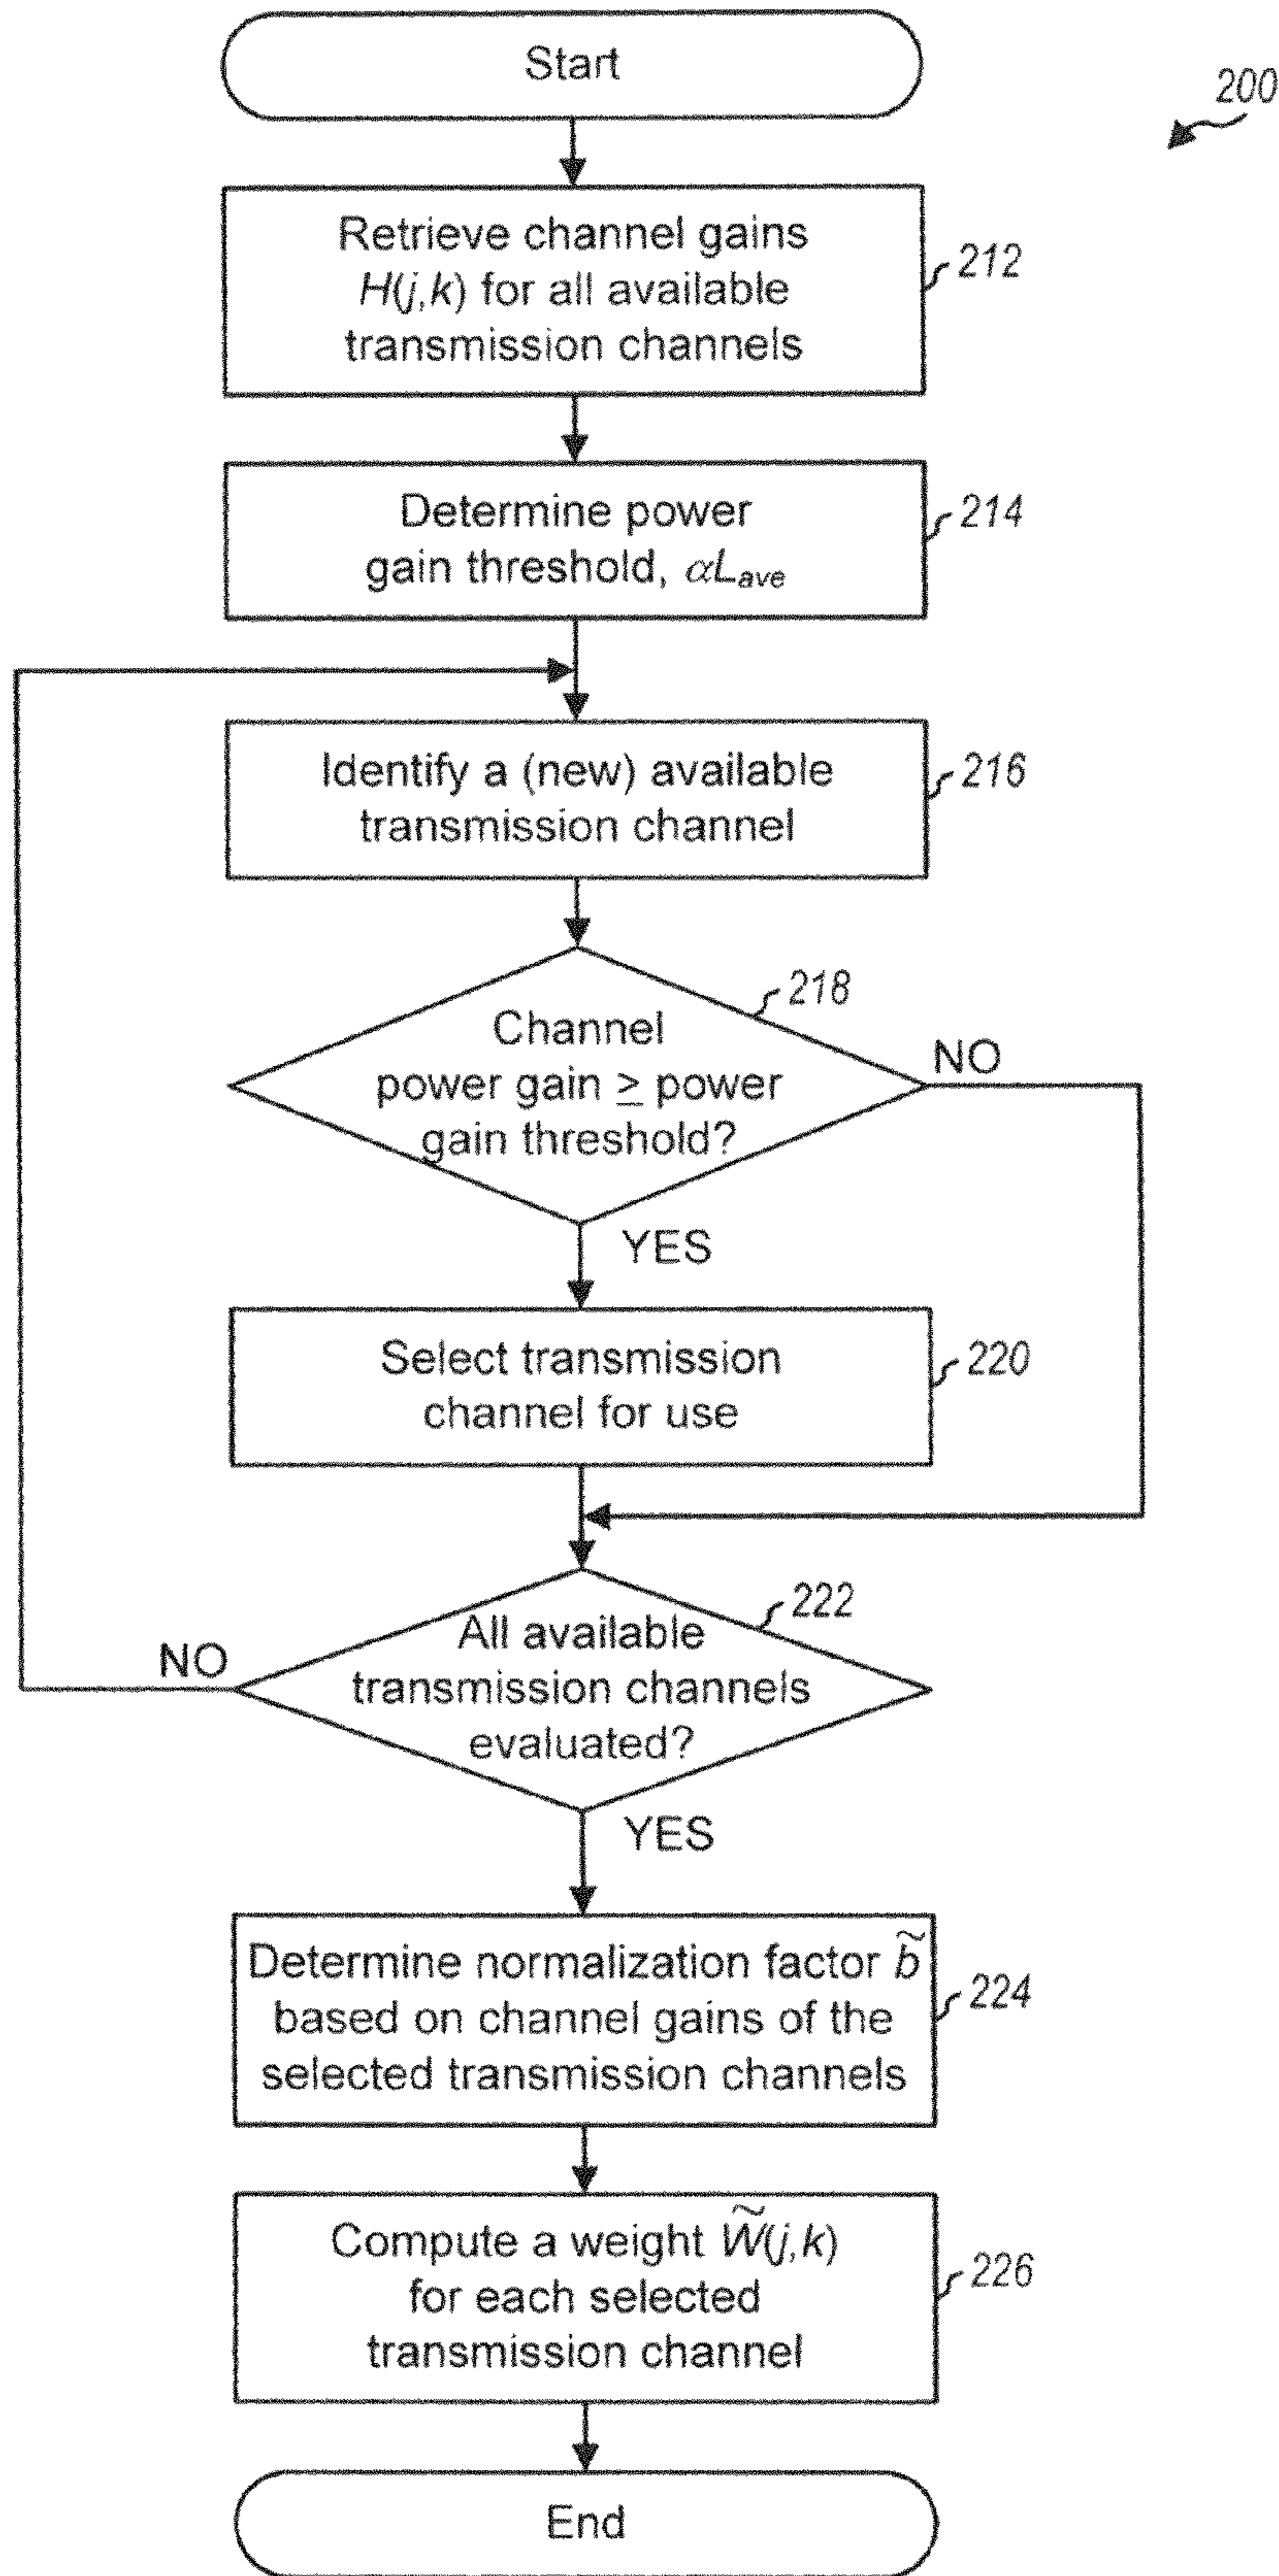 Start
200
Retrieve channel gains
H(j,k) for all available
transmission channels
212
Determine power
gain threshold, αL_ave
214
Identify a (new) available
transmission channel
216
218
Channel
power gain ≥ power
gain threshold?
NO
YES
Select transmission
channel for use
220
222
All available
transmission channels
evaluated?
NO
YES
Determine normalization factor b̃
based on channel gains of the
selected transmission channels
224
Compute a weight W̃(j,k)
for each selected
transmission channel
226
End